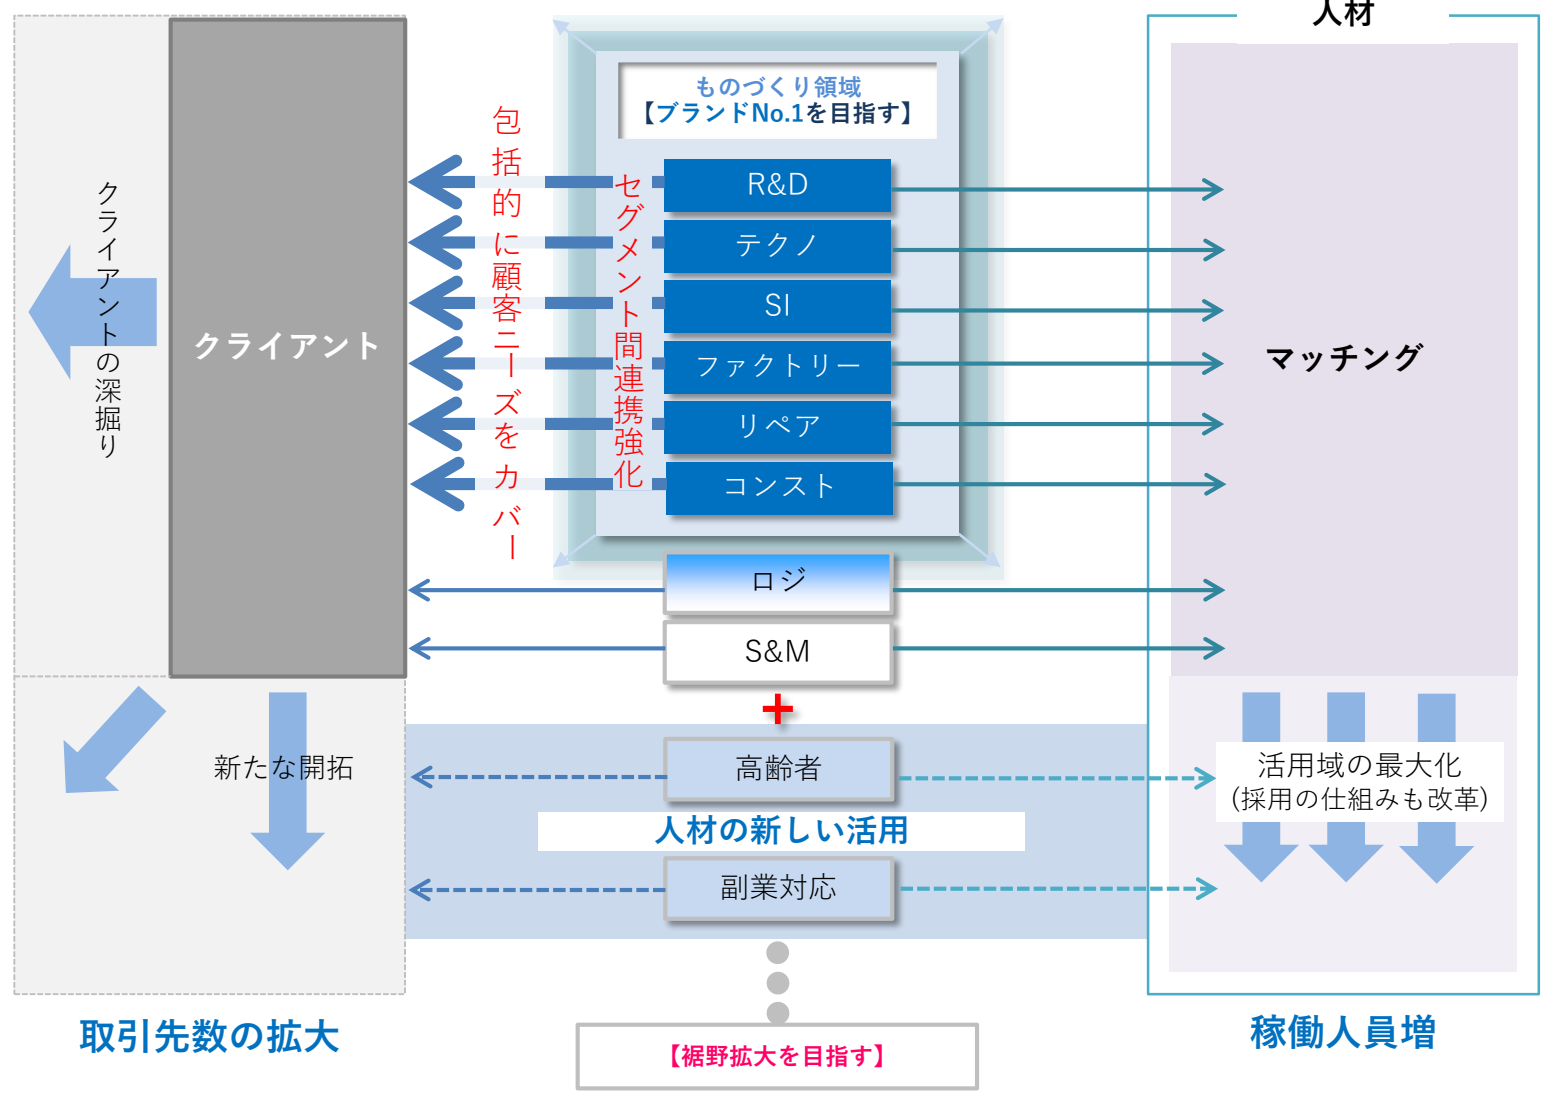 人材
ものづくり領域
【ブランドNo.1を目指す】
クライアントの深掘り
クライアント
包括的に顧客ニーズをカバー
セグメント間連携強化
R&D
テクノ
SI
ファクトリー
リペア
コンスト
マッチング
ロジ
S&M
+
新たな開拓
高齢者
人材の新しい活用
副業対応
活用域の最大化
(採用の仕組みも改革)
取引先数の拡大
【裾野拡大を目指す】
稼働人員増